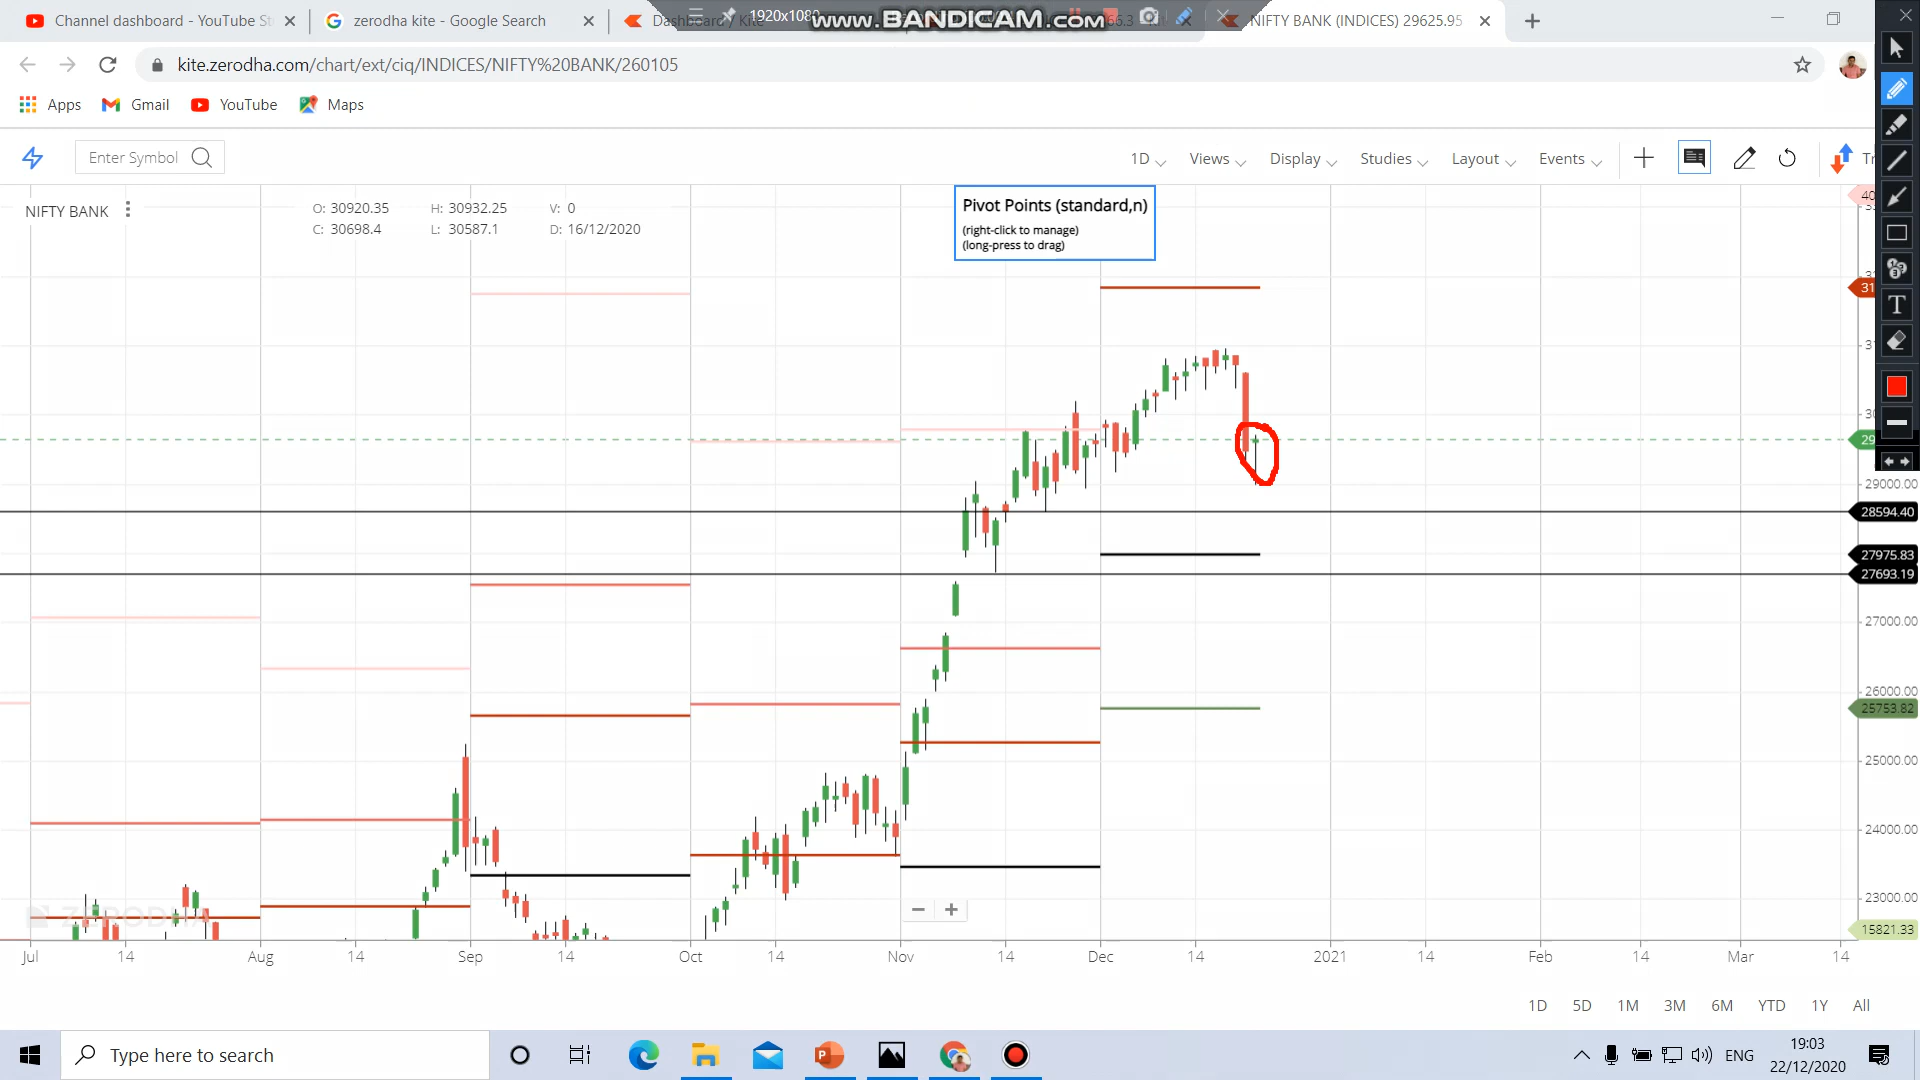 Channel dashboard - YouTube St
zerodha kite - Google Search
1920x1080
www.BANDICAM.com
NIFTY BANK (INDICES) 29625.95
kite.zerodha.com/chart/ext/ciq/INDICES/NIFTY%20BANK/260105
Apps
Gmail
YouTube
Maps
Enter Symbol
1D
Views
Display
Studies
Layout
Events
NIFTY BANK
O: 30920.35
H: 30932.25
V: 0
C: 30698.4
L: 30587.1
D: 16/12/2020
Pivot Points (standard,n)
(right-click to manage)
(long-press to drag)
29000.00
28594.40
27975.83
27693.19
27000.00
26000.00
25753.82
25000.00
24000.00
23000.00
15821.33
ZERODHA
− +
Jul 14 Aug 14 Sep 14 Oct 14 Nov 14 Dec 14 2021 14 Feb 14 Mar 14
1D 5D 1M 3M 6M YTD 1Y All
Type here to search
ENG
19:03
22/12/2020